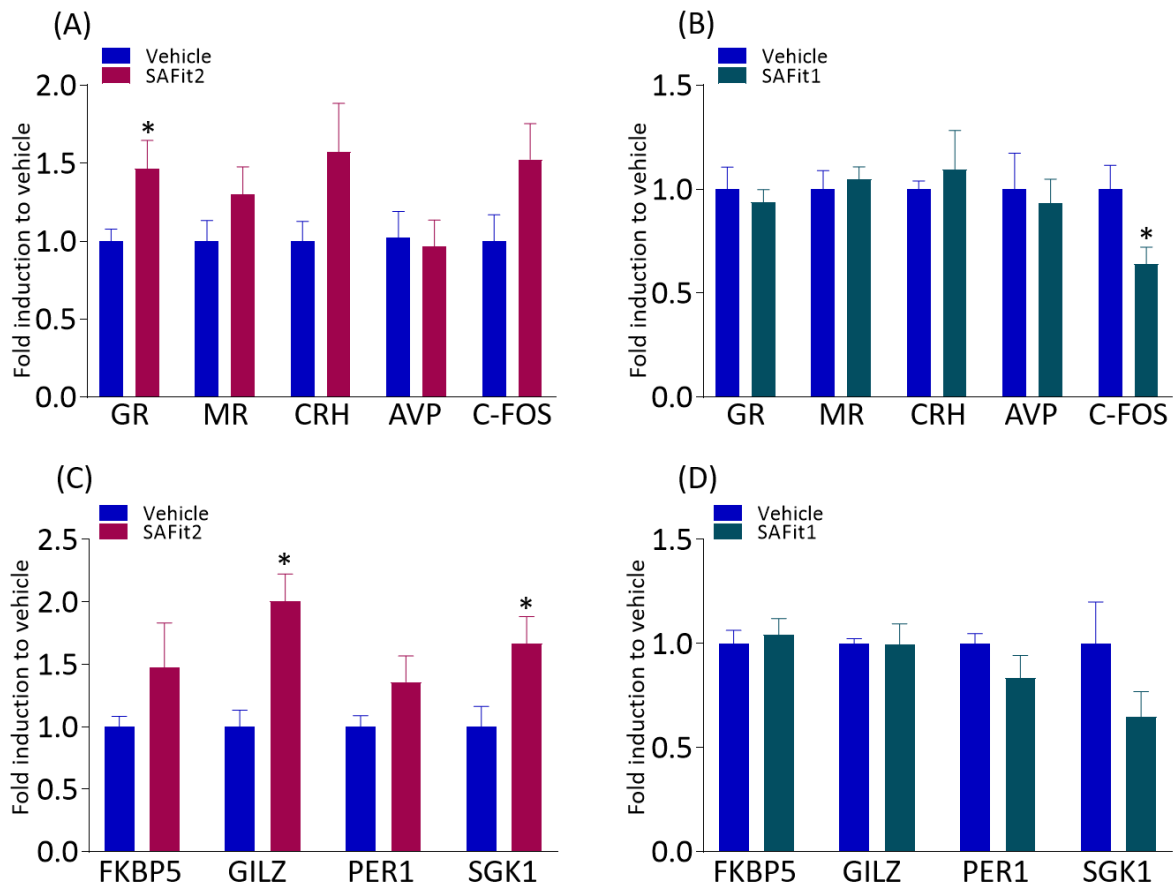 (A)
Vehicle
SAFit2
Fold induction to vehicle
2.0
1.5
1.0
0.5
0.0
*
GR MR CRH AVP C-FOS
(B)
Vehicle
SAFit1
Fold induction to vehicle
1.5
1.0
0.5
0.0
*
GR MR CRH AVP C-FOS
(C)
Vehicle
SAFit2
Fold induction to vehicle
2.5
2.0
1.5
1.0
0.5
0.0
*
*
FKBP5 GILZ PER1 SGK1
(D)
Vehicle
SAFit1
Fold induction to vehicle
1.5
1.0
0.5
0.0
FKBP5 GILZ PER1 SGK1